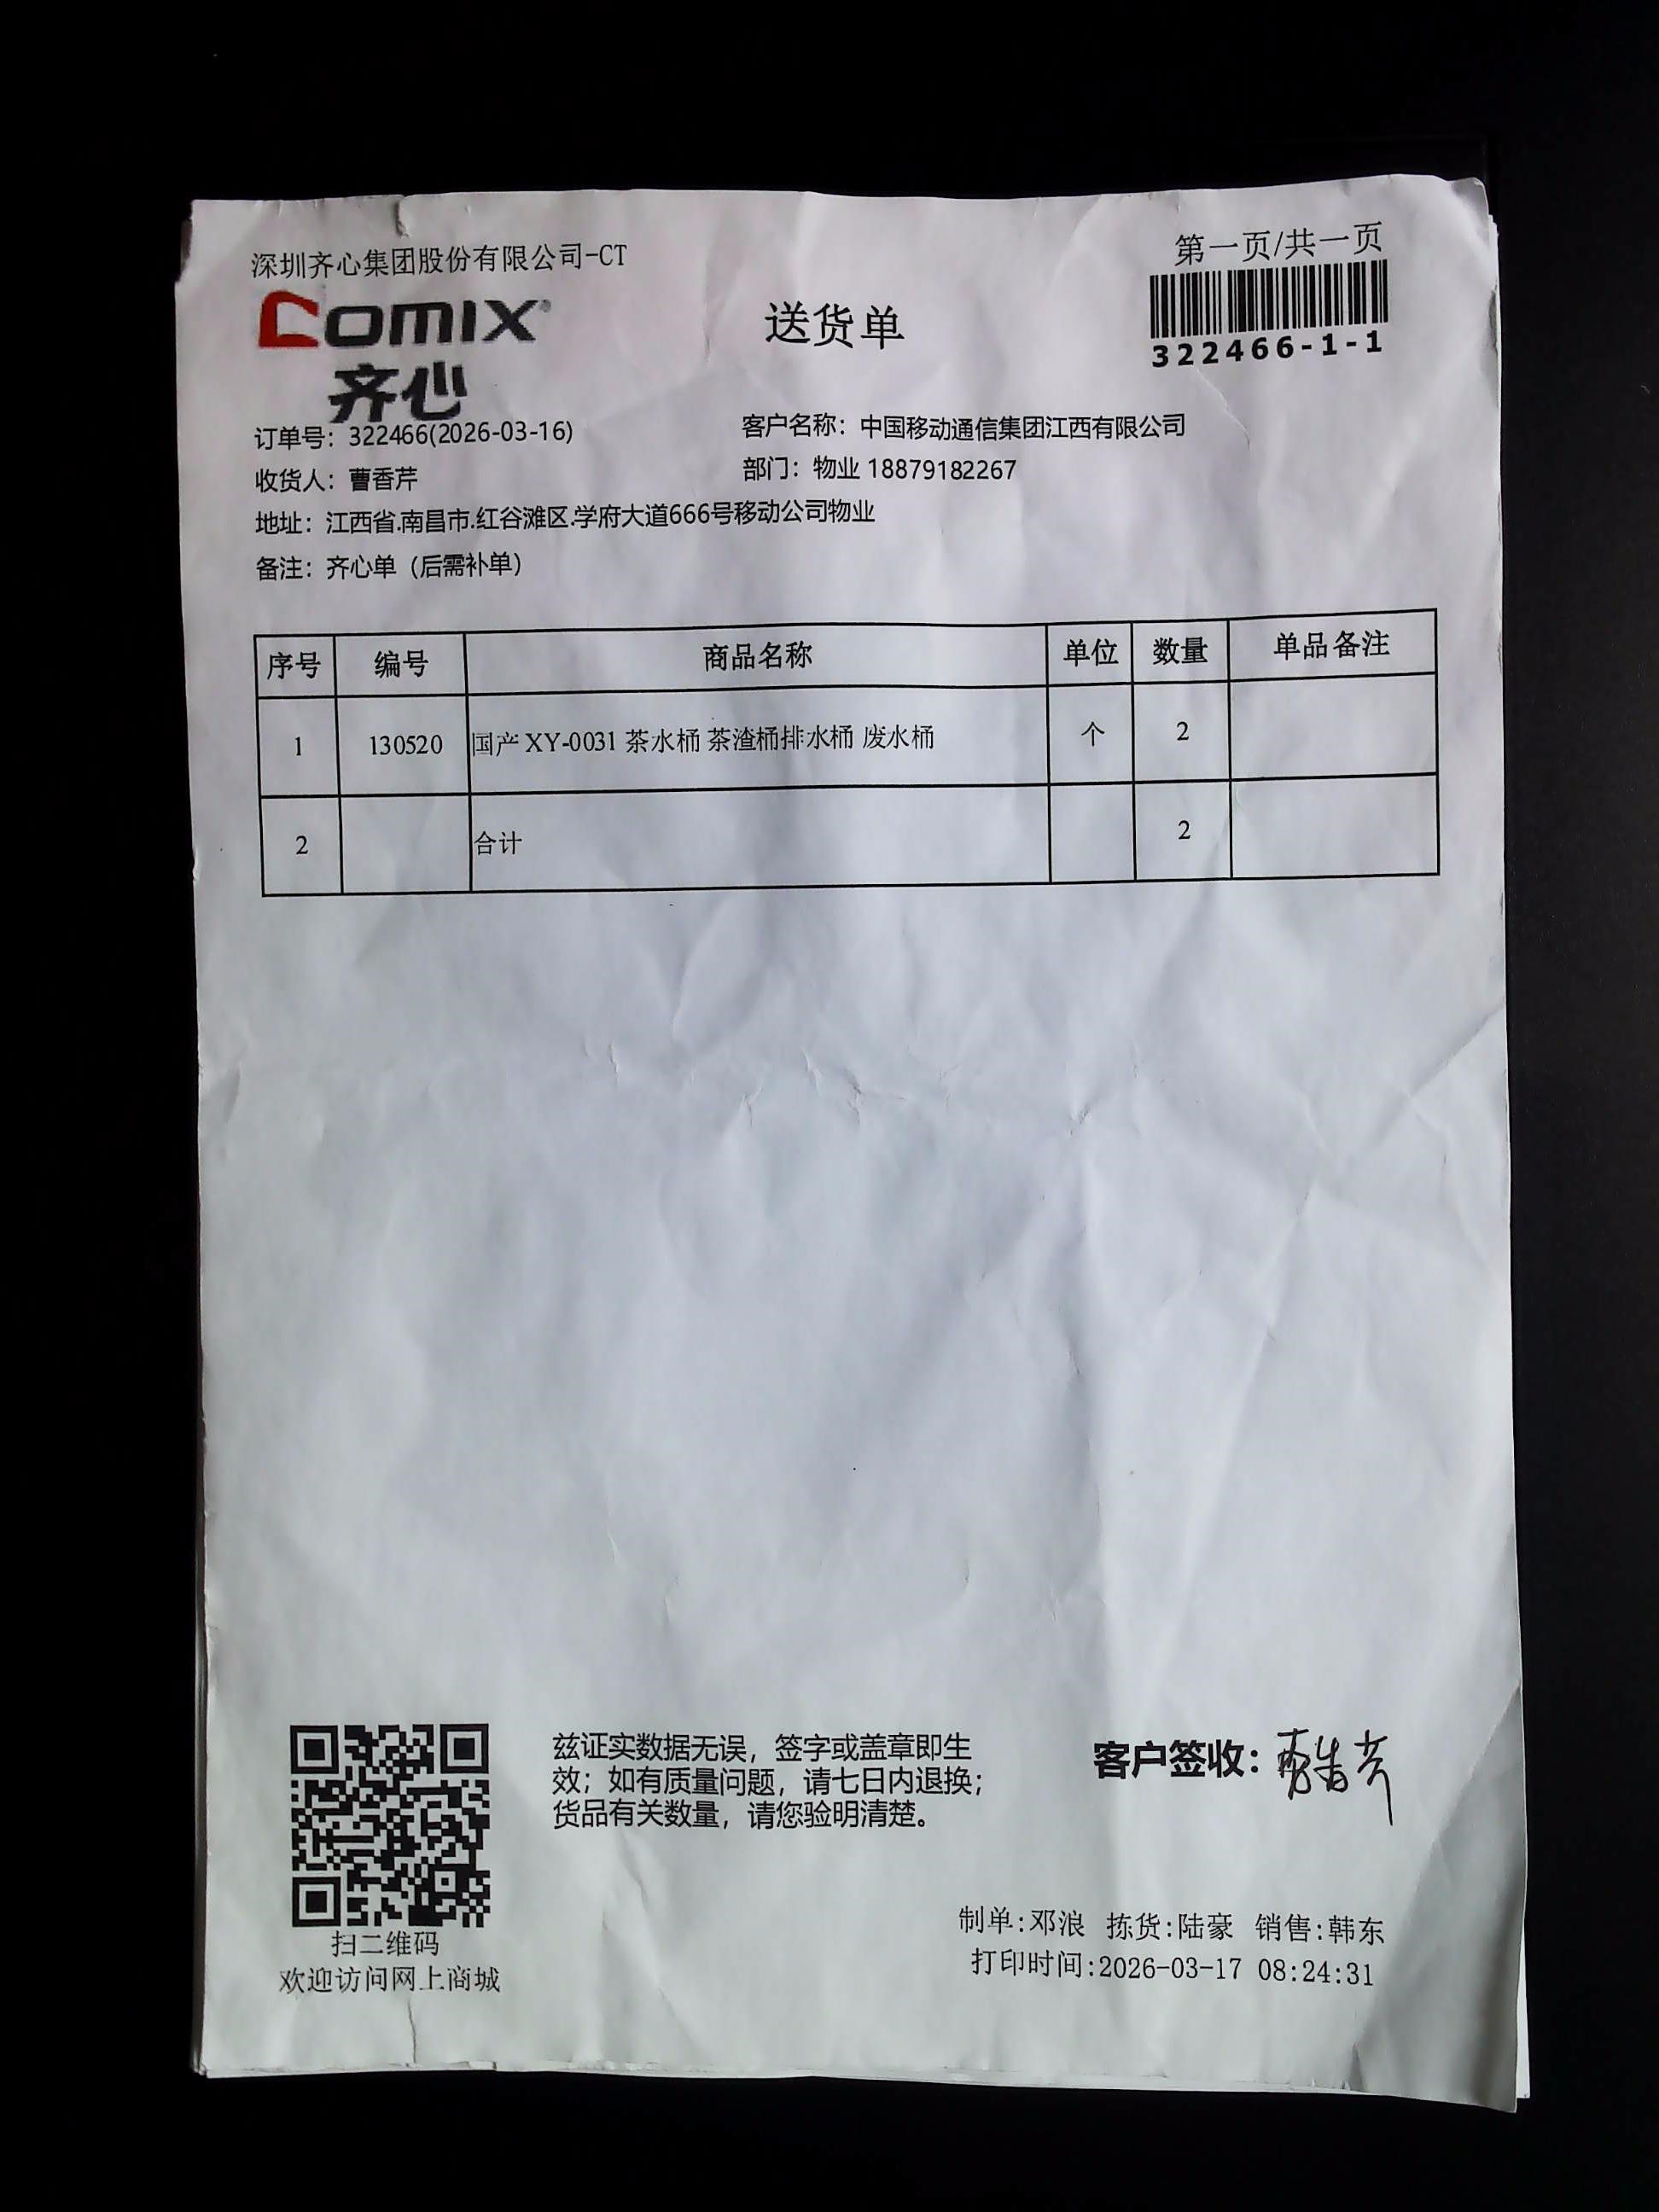 深圳齐心集团股份有限公司-CT
第一页/共一页
comix®
齐心
送货单
322466-1-1
订单号：322466(2026-03-16)
客户名称：中国移动通信集团江西有限公司
收货人：曹香芹
部门：物业 18879182267
地址：江西省.南昌市.红谷滩区.学府大道666号移动公司物业
备注：齐心单（后需补单）
序号 编号 商品名称 单位 数量 单品备注
1 130520 国产 XY-0031 茶水桶 茶渣桶排水桶 废水桶 个 2
2 合计 2
兹证实数据无误，签字或盖章即生
效；如有质量问题，请七日内退换；
货品有关数量，请您验明清楚。
客户签收：
扫二维码
欢迎访问网上商城
制单:邓浪 拣货:陆豪 销售:韩东
打印时间:2026-03-17 08:24:31